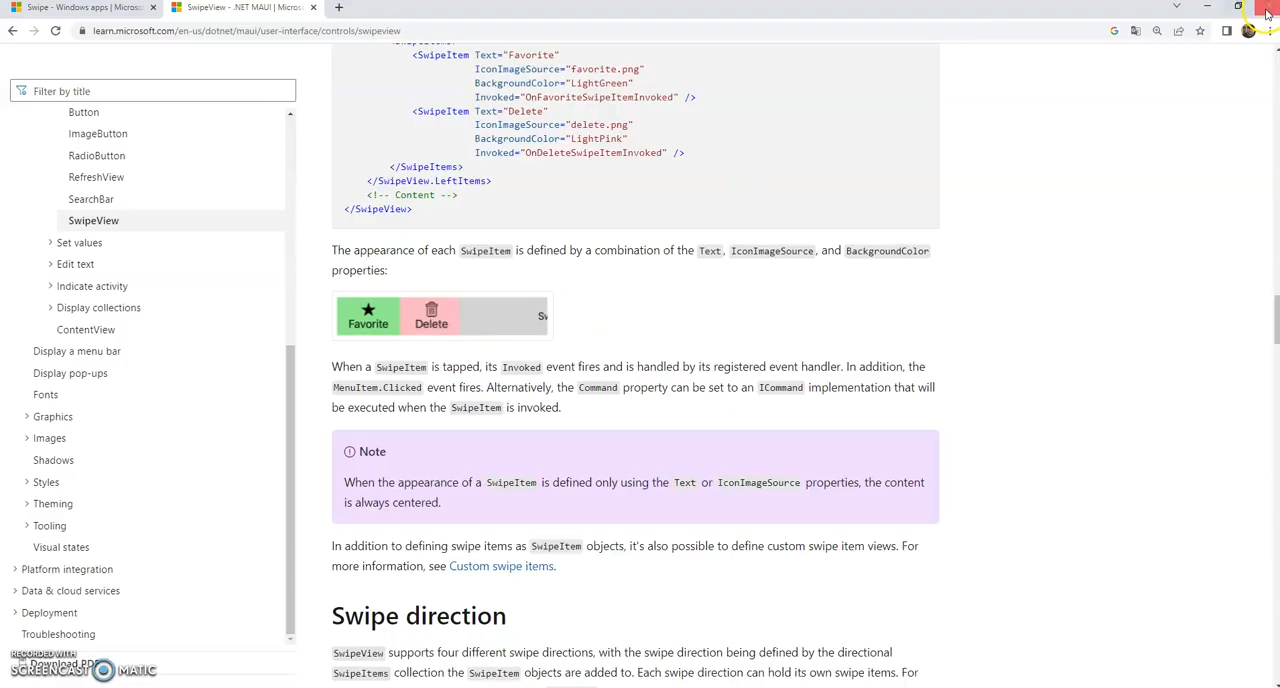 Swipe - Windows apps | Microsoft
SwipeView - .NET MAUI | Microsoft
learn.microsoft.com/en-us/dotnet/maui/user-interface/controls/swipeview
Filter by title
Button
ImageButton
RadioButton
RefreshView
SearchBar
SwipeView
Set values
Edit text
Indicate activity
Display collections
ContentView
Display a menu bar
Display pop-ups
Fonts
Graphics
Images
Shadows
Styles
Theming
Tooling
Visual states
Platform integration
Data & cloud services
Deployment
Troubleshooting
Download PDF
RECORDED WITH
SCREENCAST MATIC
<SwipeItem Text="Favorite"
IconImageSource="favorite.png"
BackgroundColor="LightGreen"
Invoked="OnFavoriteSwipeItemInvoked" />
<SwipeItem Text="Delete"
IconImageSource="delete.png"
BackgroundColor="LightPink"
Invoked="OnDeleteSwipeItemInvoked" />
</SwipeItems>
</SwipeView.LeftItems>
<!-- Content -->
</SwipeView>
The appearance of each SwipeItem is defined by a combination of the Text, IconImageSource, and BackgroundColor
properties:
Favorite Delete Sw
When a SwipeItem is tapped, its Invoked event fires and is handled by its registered event handler. In addition, the
MenuItem.Clicked event fires. Alternatively, the Command property can be set to an ICommand implementation that will
be executed when the SwipeItem is invoked.
Note
When the appearance of a SwipeItem is defined only using the Text or IconImageSource properties, the content
is always centered.
In addition to defining swipe items as SwipeItem objects, it's also possible to define custom swipe item views. For
more information, see Custom swipe items.
Swipe direction
SwipeView supports four different swipe directions, with the swipe direction being defined by the directional
SwipeItems collection the SwipeItem objects are added to. Each swipe direction can hold its own swipe items. For